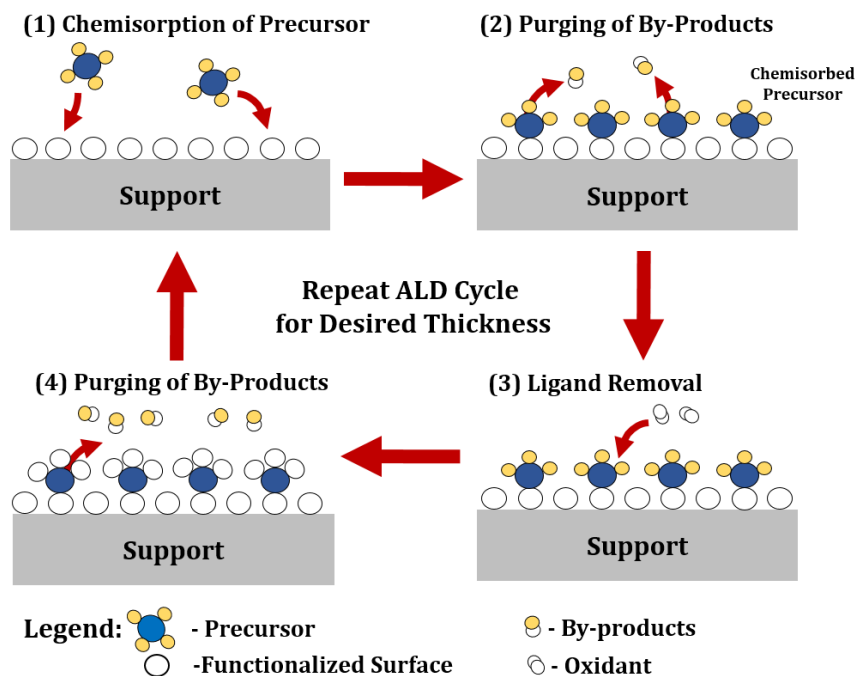 (1) Chemisorption of Precursor
(2) Purging of By-Products
Chemisorbed
Precursor
Support
Support
Repeat ALD Cycle
for Desired Thickness
(4) Purging of By-Products
(3) Ligand Removal
Support
Support
Legend:
- Precursor
- By-products
-Functionalized Surface
- Oxidant